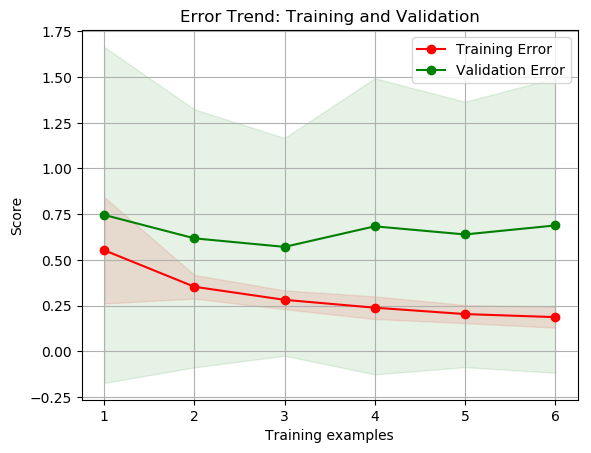 Error Trend: Training and Validation
Training Error
Validation Error
1.75
1.50
1.25
1.00
0.75
0.50
0.25
0.00
−0.25
Score
1 2 3 4 5 6
Training examples